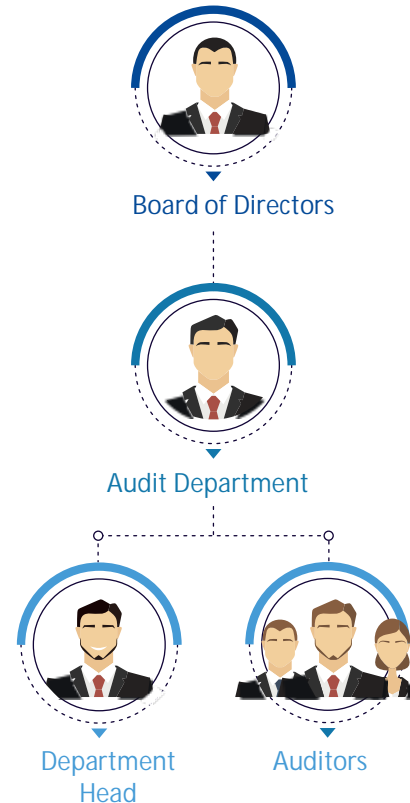 Board of Directors
Audit Department
Department
Head
Auditors